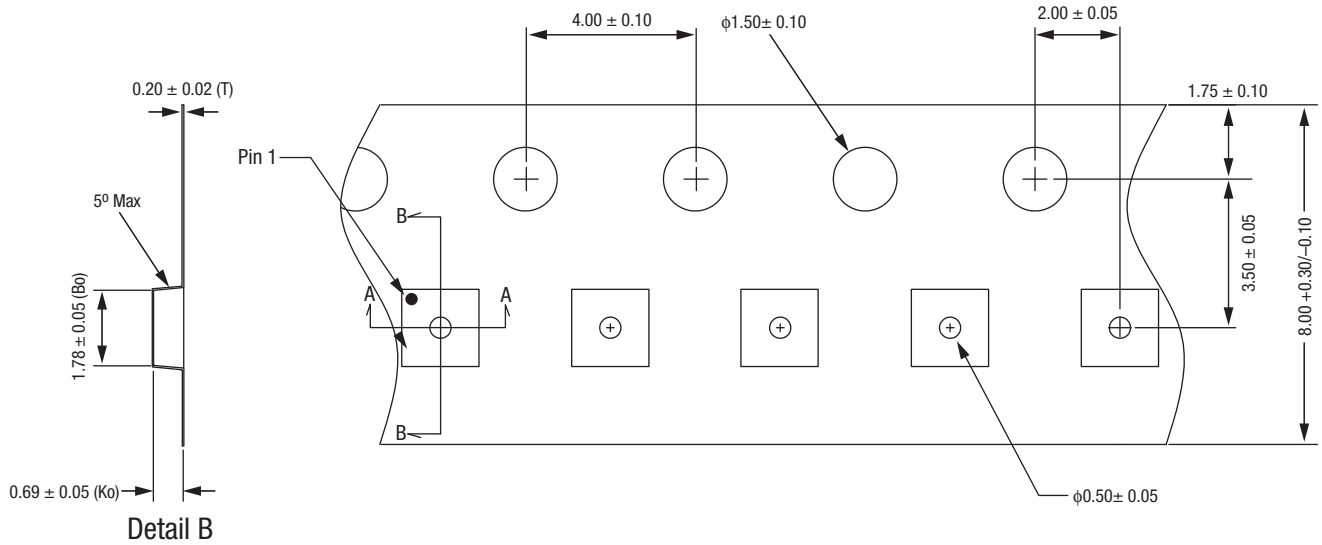 4.00 ± 0.10
ϕ1.50± 0.10
2.00 ± 0.05
0.20 ± 0.02 (T)
1.75 ± 0.10
Pin 1
5º Max
B
A
A
1.78 ± 0.05 (Bo)
3.50 ± 0.05
8.00 +0.30/–0.10
B
0.69 ± 0.05 (Ko)
ϕ0.50± 0.05
Detail B